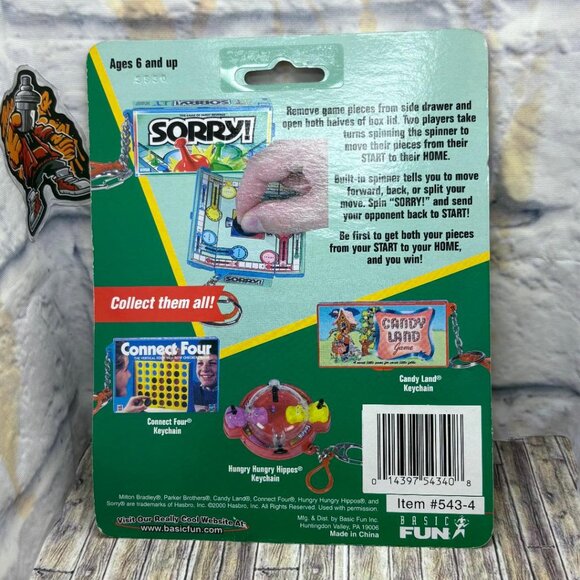 Ages 6 and up
SORRY!
SORRY!
Remove game pieces from side drawer and
open both halves of box lid. Two players take
turns spinning the spinner to
move their pieces from their
START to their HOME.
Built-in spinner tells you to move
forward, back, or split your
move. Spin “SORRY!” and send
your opponent back to START!
Be first to get both your pieces
from your START to your HOME,
and you win!
SORRY!
Collect them all!
Connect Four
CANDY
LAND
Game
Candy Land®
Keychain
Connect Four®
Keychain
Hungry Hungry Hippos®
Keychain
0 14397 54340 8
Item #543-4
Milton Bradley®, Parker Brothers®, Candy Land®, Connect Four®, Hungry Hungry Hippos®, and
Sorry® are trademarks of Hasbro, Inc. ©2000 Hasbro, Inc. All Rights Reserved. Used with permission.
Mfg. & Dist. by Basic Fun Inc.
Huntingdon Valley, PA 19006
Made in China
Visit Our Really Cool Website At
www.basicfun.com
BASIC
FUN